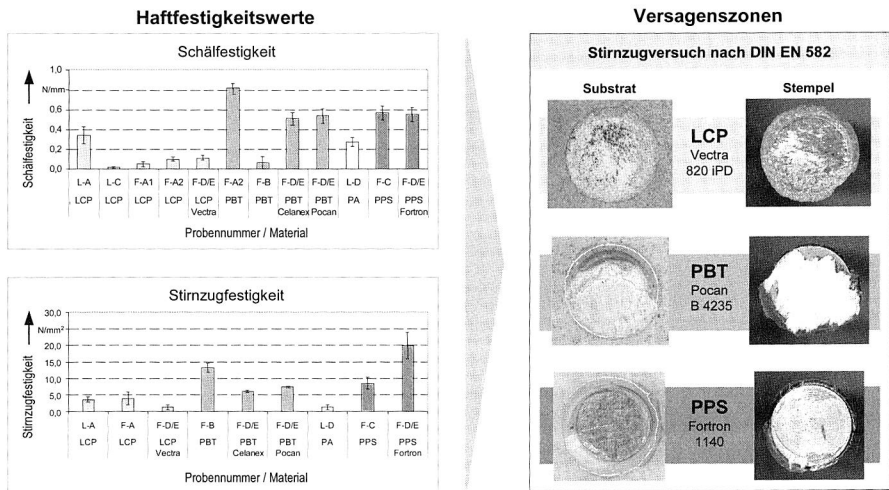 Haftfestigkeitswerte
Schälfestigkeit
Schälfestigkeit
1,0
N/mm
0,6
0,4
0,2
0,0
L-A L-C F-A1 F-A2 F-D/E F-A2 F-B F-D/E F-D/E L-D F-C F-D/E
LCP LCP LCP LCP LCP PBT PBT PBT PBT PA PPS PPS
Vectra Celanex Pocan Fortron
Probennummer / Material
Stirnzugfestigkeit
Stirnzugfestigkeit
30,0
N/mm²
20,0
15,0
10,0
5,0
0,0
L-A F-A F-D/E F-B F-D/E F-D/E L-D F-C F-D/E
LCP LCP LCP PBT PBT PBT PA PPS PPS
Vectra Celanex Pocan Fortron
Probennummer / Material
Versagenszonen
Stirnzugversuch nach DIN EN 582
Substrat Stempel
LCP
Vectra
820 iPD
PBT
Pocan
B 4235
PPS
Fortron
1140